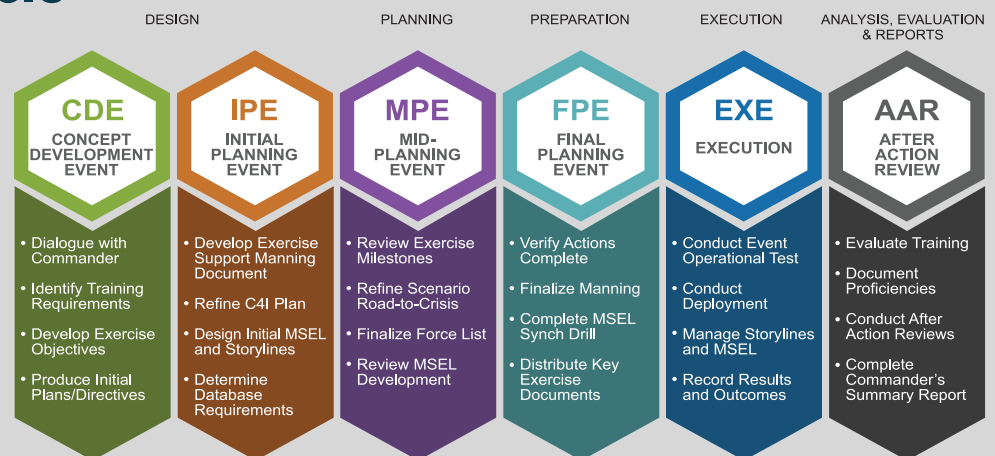 DESIGN
PLANNING
PREPARATION
EXECUTION
ANALYSIS, EVALUATION
& REPORTS
CDE
CONCEPT
DEVELOPMENT
EVENT
• Dialogue with
Commander
• Identify Training
Requirements
• Develop Exercise
Objectives
• Produce Initial
Plans/Directives
IPE
INITIAL
PLANNING
EVENT
• Develop Exercise
Support Manning
Document
• Refine C4I Plan
• Design Initial MSEL
and Storylines
• Determine
Database
Requirements
MPE
MID-
PLANNING
EVENT
• Review Exercise
Milestones
• Refine Scenario
Road-to-Crisis
• Finalize Force List
• Review MSEL
Development
FPE
FINAL
PLANNING
EVENT
• Verify Actions
Complete
• Finalize Manning
• Complete MSEL
Synch Drill
• Distribute Key
Exercise
Documents
EXE
EXECUTION
• Conduct Event
Operational Test
• Conduct
Deployment
• Manage Storylines
and MSEL
• Record Results
and Outcomes
AAR
AFTER
ACTION
REVIEW
• Evaluate Training
• Document
Proficiencies
• Conduct After
Action Reviews
• Complete
Commander's
Summary Report